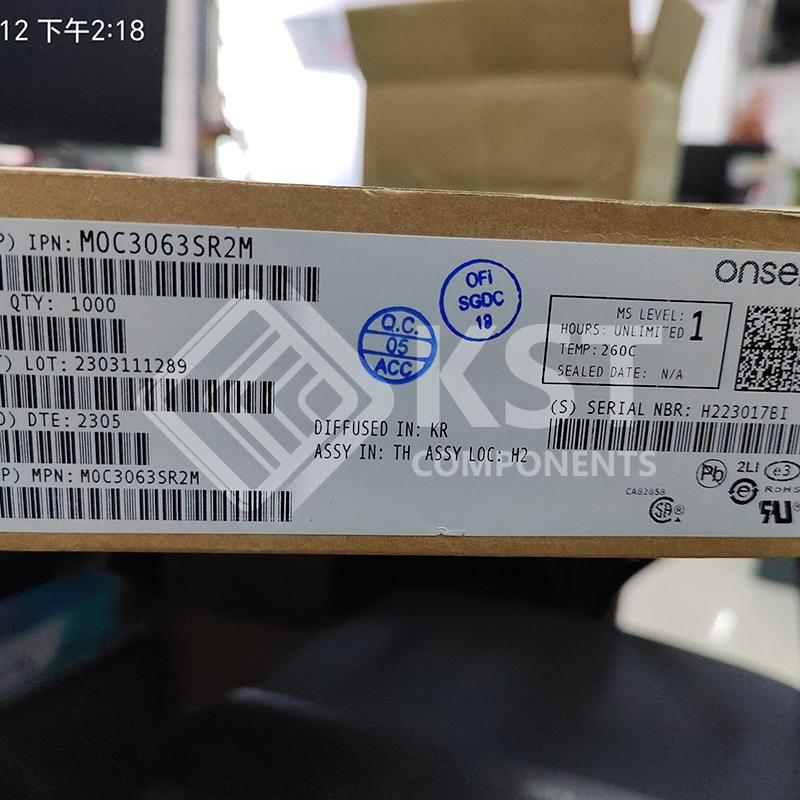 12 下午2:18
P) IPN: MOC3063SR2M
QTY: 1000
T) LOT: 2303111289
D) DTE: 2305
P) MPN: MOC3063SR2M
Q.C.
05
ACC
OFi
SGDC
19
DIFFUSED IN: KR
ASSY IN: TH ASSY LOC: H2
onse
MS LEVEL: 1
HOURS: UNLIMITED
TEMP: 260C
SEALED DATE: N/A
(S) SERIAL NBR: H223017BI
Pb
2LI
e3
RoHS
CA82858
KST
COMPONENTS